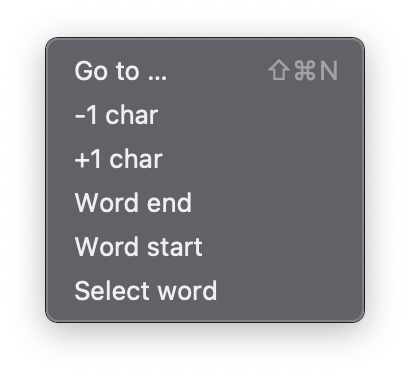 Go to ... ⇧⌘N
-1 char
+1 char
Word end
Word start
Select word